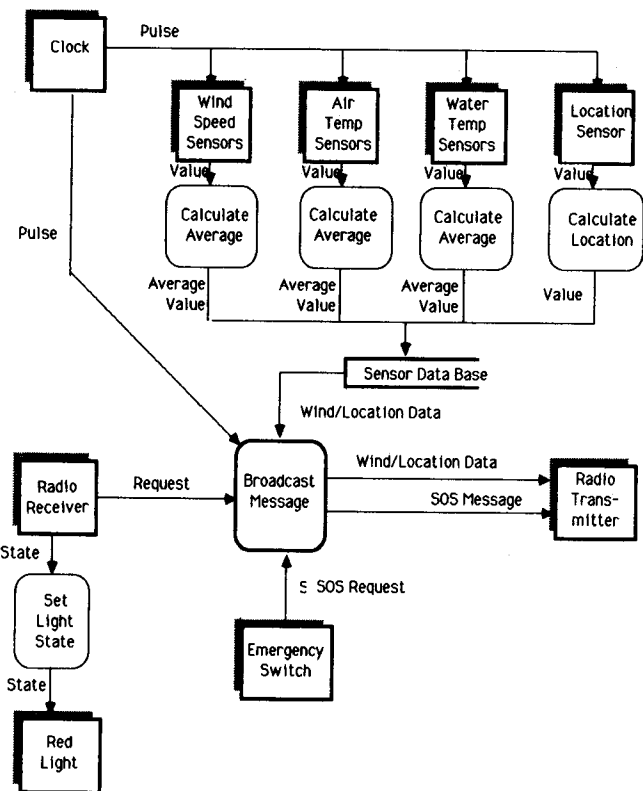 Clock
Pulse
Wind
Speed
Sensors
Air
Temp
Sensors
Water
Temp
Sensors
Location
Sensor
Value
Value
Value
Value
Calculate
Average
Calculate
Average
Calculate
Average
Calculate
Location
Pulse
Average
Value
Average
Value
Average
Value
Value
Sensor Data Base
Wind/Location Data
Radio
Receiver
Request
Broadcast
Message
Wind/Location Data
SOS Message
Radio
Trans-
mitter
State
Set
Light
State
S SOS Request
State
Emergency
Switch
Red
Light